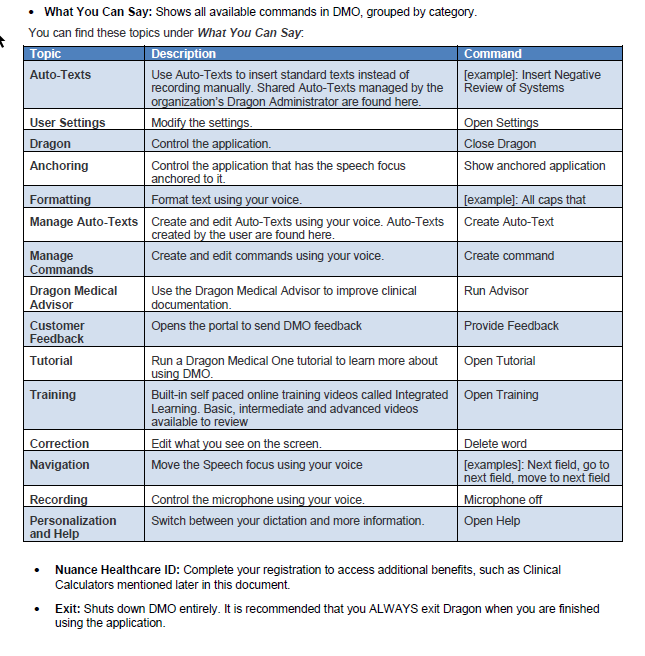 • What You Can Say: Shows all available commands in DMO, grouped by category.
You can find these topics under What You Can Say:
Topic Description Command
Auto-Texts Use Auto-Texts to insert standard texts instead of [example]: Insert Negative
recording manually. Shared Auto-Texts managed by the Review of Systems
organization's Dragon Administrator are found here.
User Settings Modify the settings. Open Settings
Dragon Control the application. Close Dragon
Anchoring Control the application that has the speech focus Show anchored application
anchored to it.
Formatting Format text using your voice. [example]: All caps that
Manage Auto-Texts Create and edit Auto-Texts using your voice. Auto-Texts Create Auto-Text
created by the user are found here.
Manage Create and edit commands using your voice. Create command
Commands
Dragon Medical Use the Dragon Medical Advisor to improve clinical Run Advisor
Advisor documentation.
Customer Opens the portal to send DMO feedback Provide Feedback
Feedback
Tutorial Run a Dragon Medical One tutorial to learn more about Open Tutorial
using DMO.
Training Built-in self paced online training videos called Integrated Open Training
Learning. Basic, intermediate and advanced videos
available to review
Correction Edit what you see on the screen. Delete word
Navigation Move the Speech focus using your voice [examples]: Next field, go to
next field, move to next field
Recording Control the microphone using your voice. Microphone off
Personalization Switch between your dictation and more information. Open Help
and Help
• Nuance Healthcare ID: Complete your registration to access additional benefits, such as Clinical
Calculators mentioned later in this document.
• Exit: Shuts down DMO entirely. It is recommended that you ALWAYS exit Dragon when you are finished
using the application.